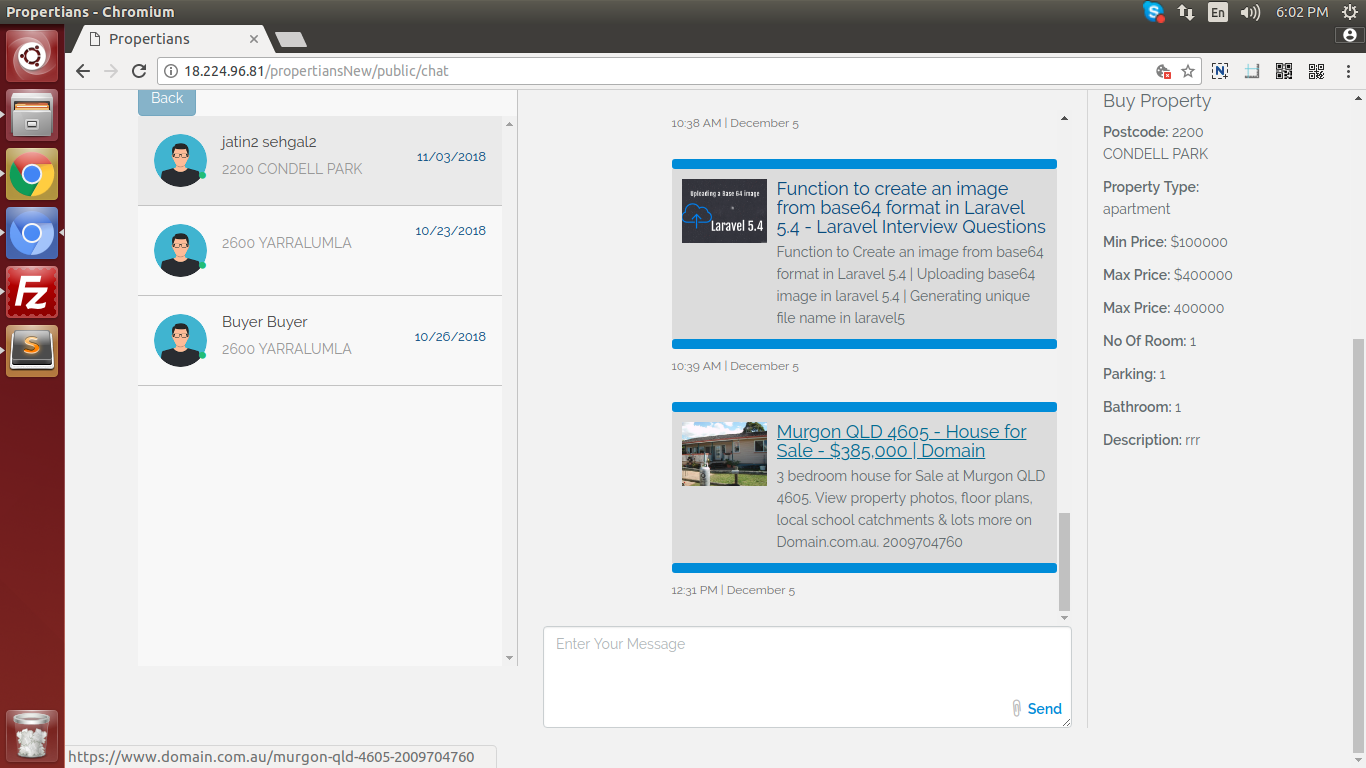 Propertians - Chromium
En
6:02 PM
Propertians
18.224.96.81/propertiansNew/public/chat
Back
jatin2 sehgal2
11/03/2018
2200 CONDELL PARK
10/23/2018
2600 YARRALUMLA
Buyer Buyer
10/26/2018
2600 YARRALUMLA
10:38 AM | December 5
Uploading a Base 64 image
Laravel 5.4
Function to create an image
from base64 format in Laravel
5.4 - Laravel Interview Questions
Function to Create an image from base64
format in Laravel 5.4 | Uploading base64
image in laravel 5.4 | Generating unique
file name in laravel5
10:39 AM | December 5
Murgon QLD 4605 - House for
Sale - $385,000 | Domain
3 bedroom house for Sale at Murgon QLD
4605. View property photos, floor plans,
local school catchments & lots more on
Domain.com.au. 2009704760
12:31 PM | December 5
Enter Your Message
Send
Buy Property
Postcode: 2200
CONDELL PARK
Property Type:
apartment
Min Price: $100000
Max Price: $400000
Max Price: 400000
No Of Room: 1
Parking: 1
Bathroom: 1
Description: rrr
https://www.domain.com.au/murgon-qld-4605-2009704760